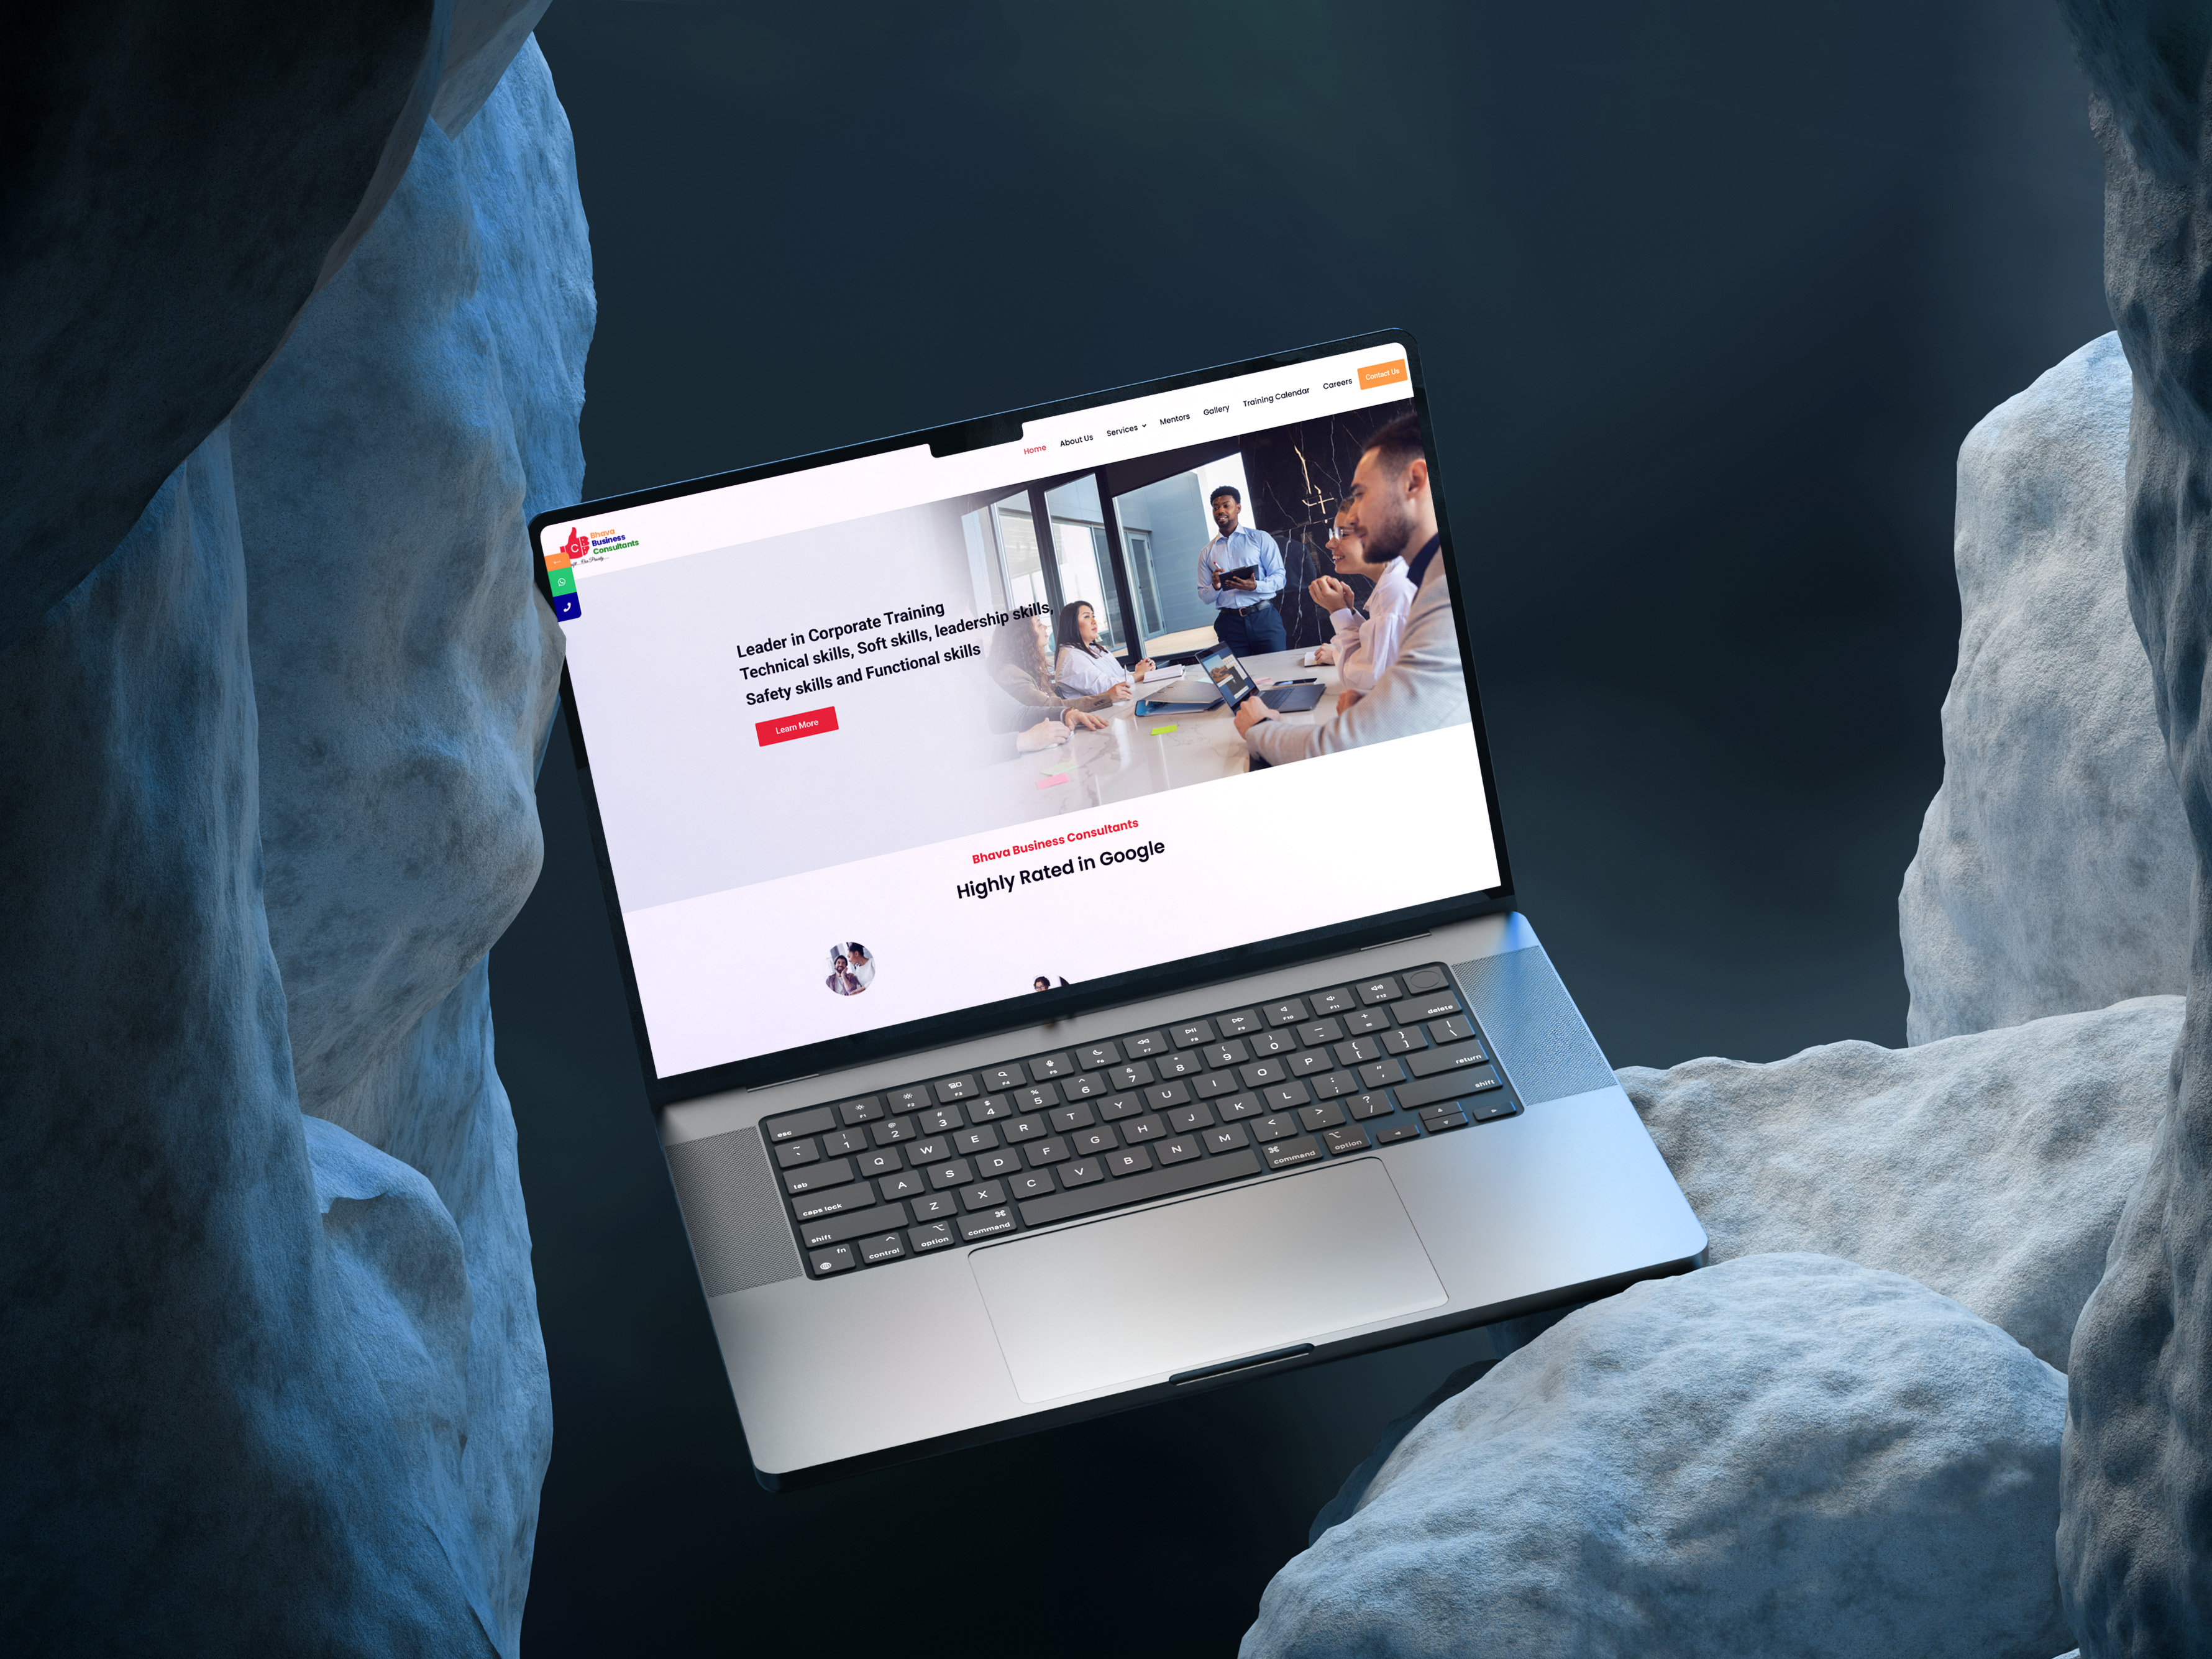 Home
About Us
Services
Mentors
Gallery
Training Calendar
Careers
Contact Us
Bhava
Business
Consultants
Leader in Corporate Training
Technical skills, Soft skills, leadership skills,
Safety skills and Functional skills
Learn More
Bhava Business Consultants
Highly Rated in Google
esc F1 F2 F3 F4 F5 F6 F7 F8 F9 F10 F11 F12
~ ` ! 1 @ 2 # 3 $ 4 % 5 ^ 6 & 7 * 8 ( 9 ) 0 — - + = delete
tab Q W E R T Y U I O P { [ } ] | \
caps lock A S D F G H J K L : ; " ' return
shift Z X C V B N M < , > . ? / shift
fn control option command command option